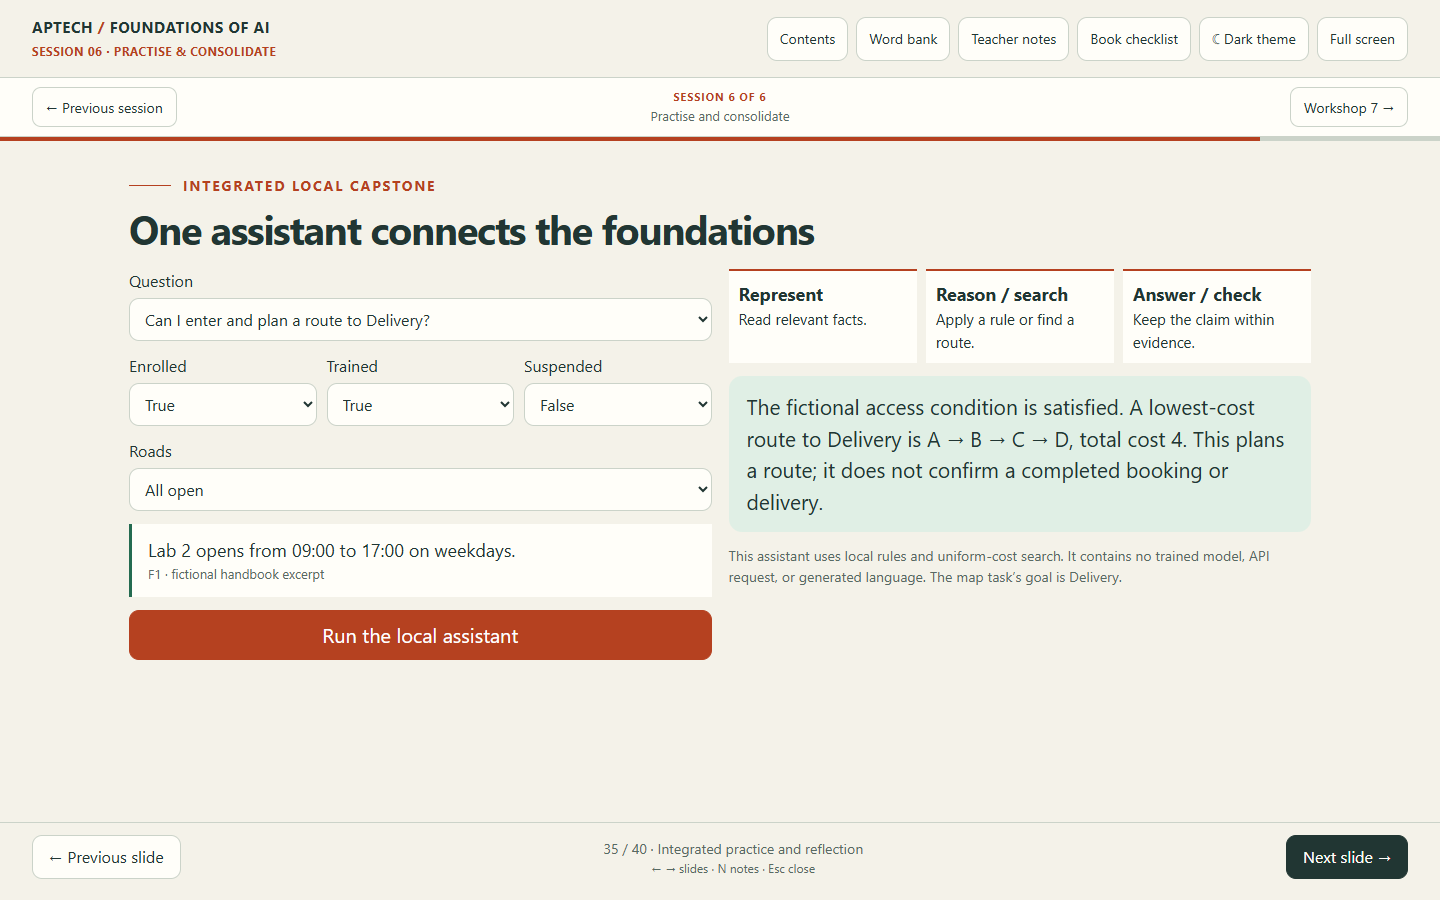 APTECH / FOUNDATIONS OF AI
SESSION 06 · PRACTISE & CONSOLIDATE
Contents
Word bank
Teacher notes
Book checklist
☾ Dark theme
Full screen
← Previous session
SESSION 6 OF 6
Practise and consolidate
Workshop 7 →
INTEGRATED LOCAL CAPSTONE
One assistant connects the foundations
Question
Can I enter and plan a route to Delivery?
Enrolled
Trained
Suspended
True
True
False
Roads
All open
Lab 2 opens from 09:00 to 17:00 on weekdays.
F1 · fictional handbook excerpt
Run the local assistant
Represent
Read relevant facts.
Reason / search
Apply a rule or find a
route.
Answer / check
Keep the claim within
evidence.
The fictional access condition is satisfied. A lowest-cost
route to Delivery is A → B → C → D, total cost 4. This plans
a route; it does not confirm a completed booking or
delivery.
This assistant uses local rules and uniform-cost search. It contains no trained model, API
request, or generated language. The map task’s goal is Delivery.
← Previous slide
35 / 40 · Integrated practice and reflection
← → slides · N notes · Esc close
Next slide →